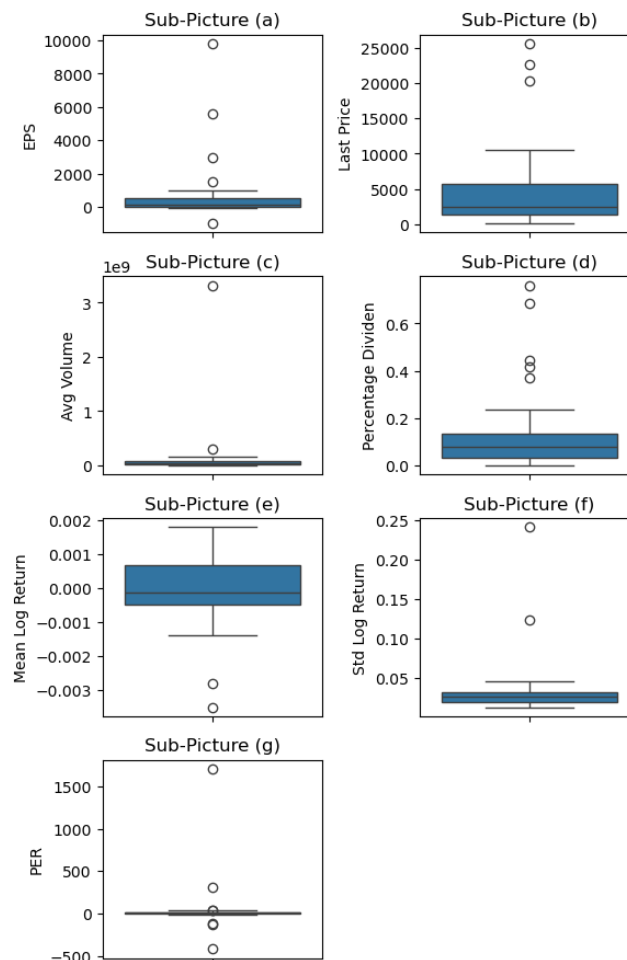 Sub-Picture (a)
10000
8000
6000
4000
2000
0
EPS
Sub-Picture (b)
25000
20000
15000
10000
5000
0
Last Price
Sub-Picture (c)
1e9
3
2
1
0
Avg Volume
Sub-Picture (d)
0.6
0.4
0.2
0.0
Percentage Dividen
Sub-Picture (e)
0.002
0.001
0.000
−0.001
−0.002
−0.003
Mean Log Return
Sub-Picture (f)
0.25
0.20
0.15
0.10
0.05
Std Log Return
Sub-Picture (g)
1500
1000
500
0
−500
PER